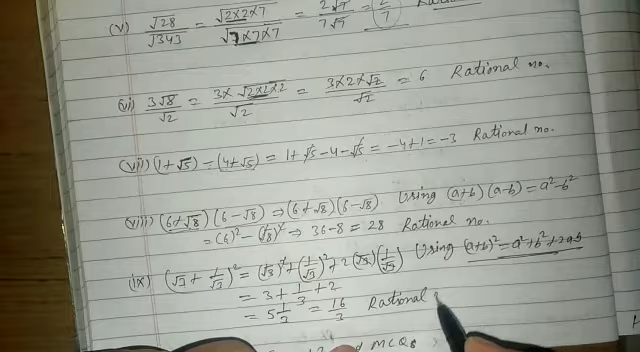 (v) √28/√343 = √2×2×7/√7×7×7 = 2√7/7√7 = 2/7
(vi) 3√8/√2 = 3×√2×2×2/√2 = 3×2×√2/√2 = 6 Rational no.
(vii) (1+√5) - (4+√5) = 1+√5-4-√5 = -4+1 = -3 Rational no.
(viii) (6+√8)(6-√8) ⇒ (6+√8)(6-√8) Using (a+b)(a-b) = a²-b²
= (6)² - (√8)² ⇒ 36-8 = 28 Rational no.
(ix) (√3 + 1/√3)² = (√3)² + (1/√3)² + 2(√3)(1/√3) Using (a+b)² = a²+b²+2ab
= 3 + 1/3 + 2
= 5 1/3 = 16/3 Rational
MCQs